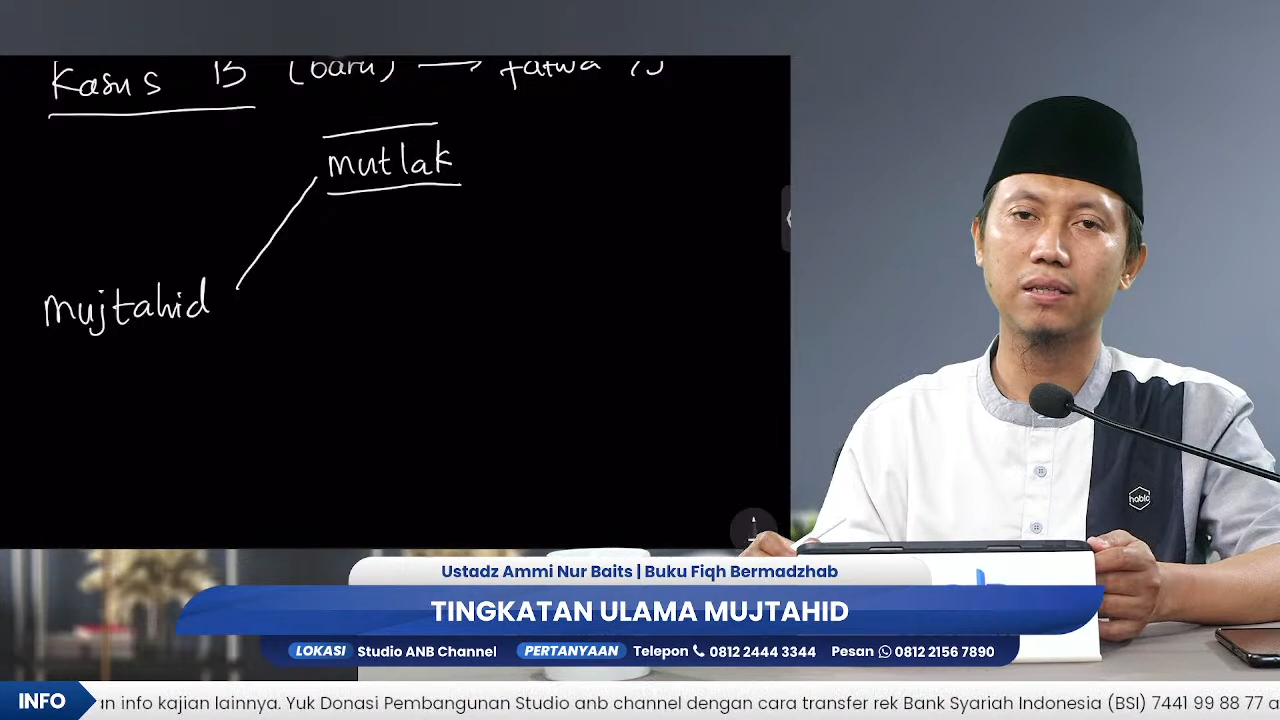 Kasus B (baru) → fatwa B
mutlak
mujtahid
nablc
Ustadz Ammi Nur Baits | Buku Fiqh Bermadzhab
TINGKATAN ULAMA MUJTAHID
LOKASI Studio ANB Channel PERTANYAAN Telepon 0812 2444 3344 Pesan 0812 2156 7890
INFO an info kajian lainnya. Yuk Donasi Pembangunan Studio anb channel dengan cara transfer rek Bank Syariah Indonesia (BSI) 7441 99 88 77 a